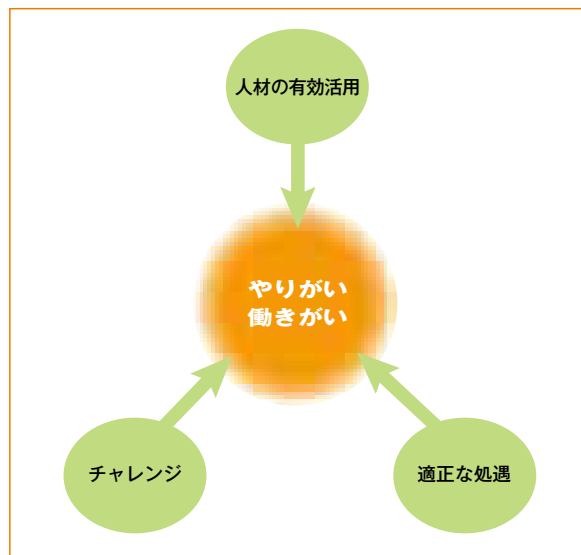 人材の有効活用
やりがい
働きがい
チャレンジ
適正な処遇